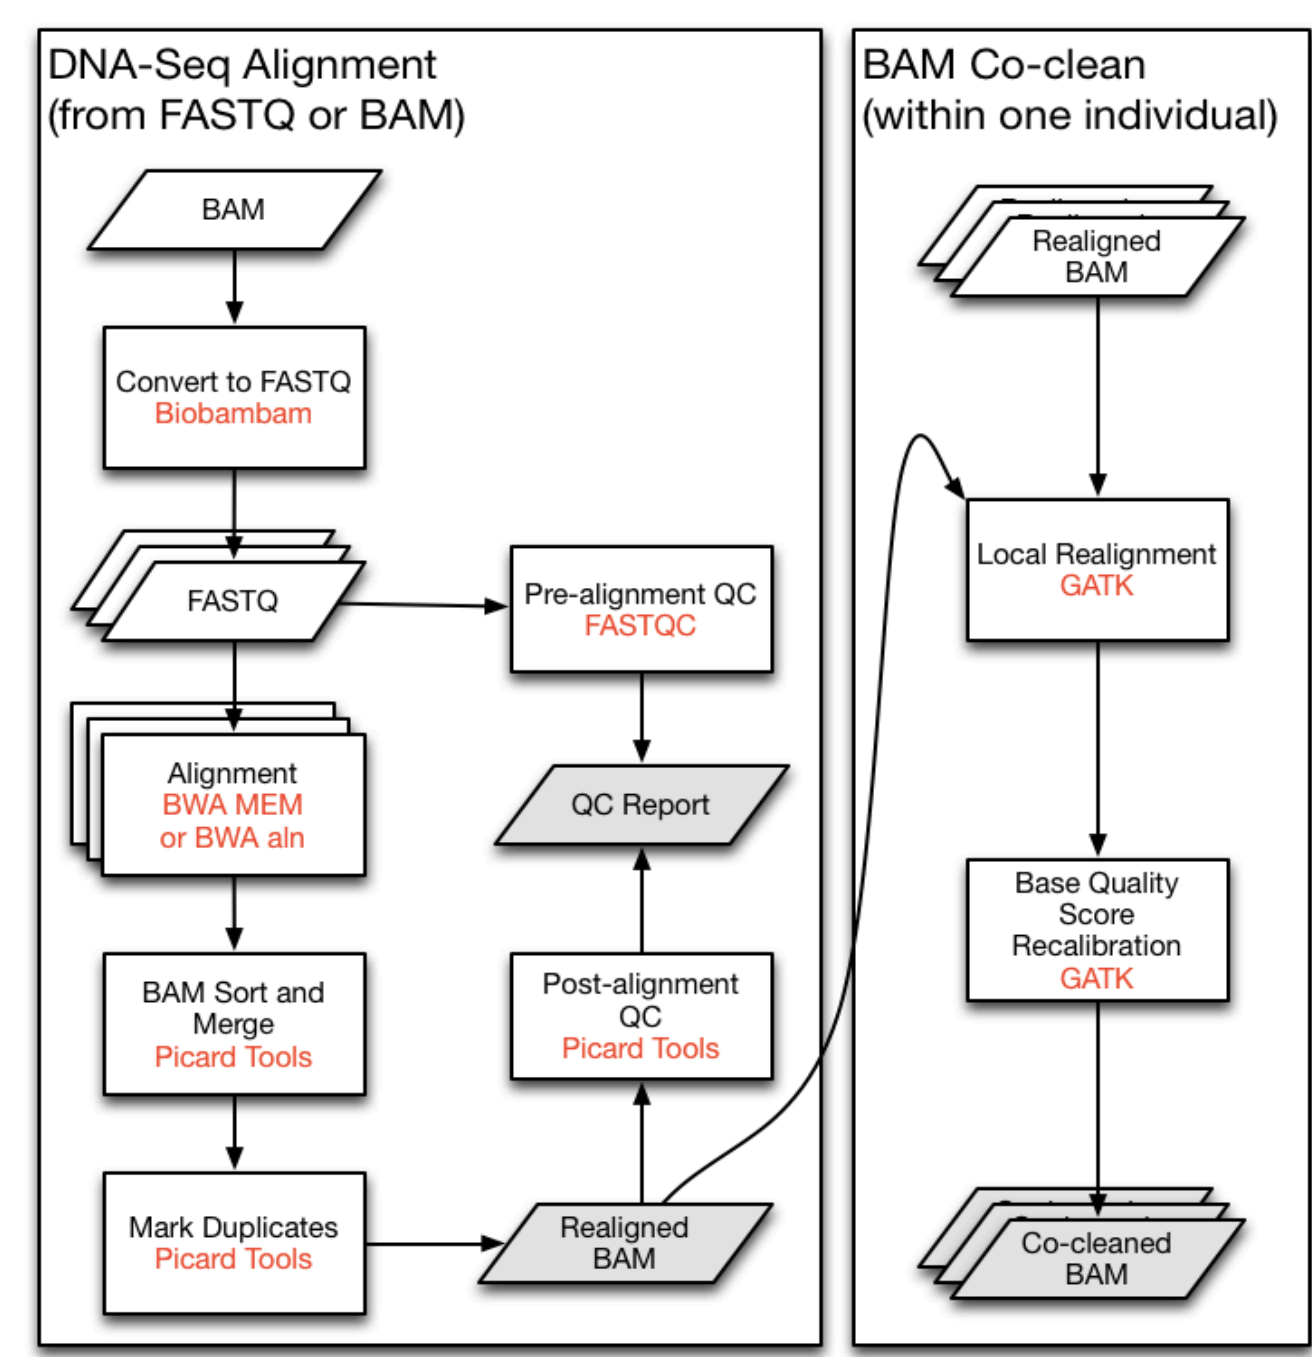 DNA-Seq Alignment
(from FASTQ or BAM)
BAM
Convert to FASTQ
Biobambam
FASTQ
Pre-alignment QC
FASTQC
Alignment
BWA MEM
or BWA aln
QC Report
BAM Sort and
Merge
Picard Tools
Post-alignment
QC
Picard Tools
Mark Duplicates
Picard Tools
Realigned
BAM
BAM Co-clean
(within one individual)
Realigned
BAM
Local Realignment
GATK
Base Quality
Score
Recalibration
GATK
Co-cleaned
BAM